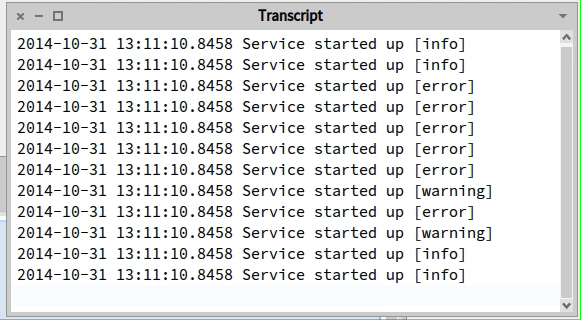 Transcript
2014-10-31 13:11:10.8458 Service started up [info]
2014-10-31 13:11:10.8458 Service started up [info]
2014-10-31 13:11:10.8458 Service started up [error]
2014-10-31 13:11:10.8458 Service started up [error]
2014-10-31 13:11:10.8458 Service started up [error]
2014-10-31 13:11:10.8458 Service started up [error]
2014-10-31 13:11:10.8458 Service started up [error]
2014-10-31 13:11:10.8458 Service started up [warning]
2014-10-31 13:11:10.8458 Service started up [error]
2014-10-31 13:11:10.8458 Service started up [warning]
2014-10-31 13:11:10.8458 Service started up [info]
2014-10-31 13:11:10.8458 Service started up [info]